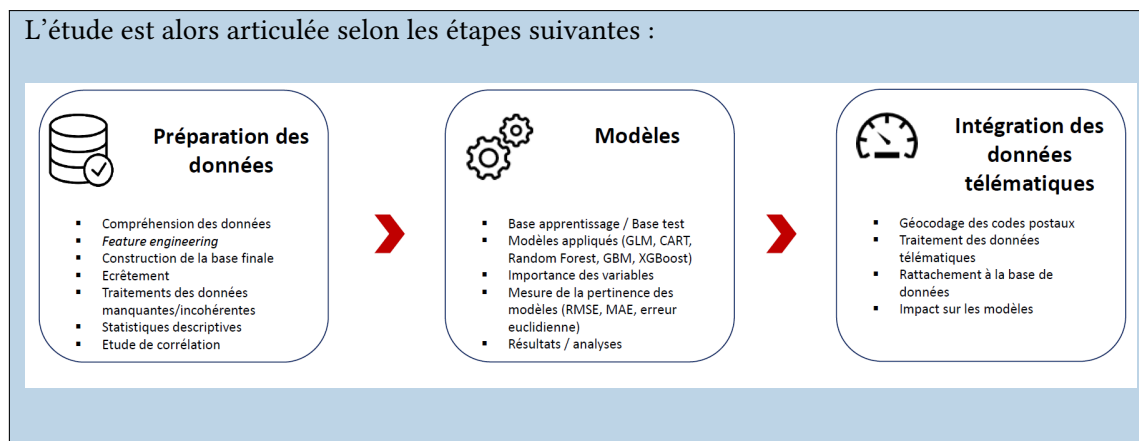 L'étude est alors articulée selon les étapes suivantes :
Préparation des
données
▪ Compréhension des données
▪ Feature engineering
▪ Construction de la base finale
▪ Ecrêtement
▪ Traitements des données
manquantes/incohérentes
▪ Statistiques descriptives
▪ Etude de corrélation
Modèles
▪ Base apprentissage / Base test
▪ Modèles appliqués (GLM, CART,
Random Forest, GBM, XGBoost)
▪ Importance des variables
▪ Mesure de la pertinence des
modèles (RMSE, MAE, erreur
euclidienne)
▪ Résultats / analyses
Intégration des
données
télématiques
▪ Géocodage des codes postaux
▪ Traitement des données
télématiques
▪ Rattachement à la base de
données
▪ Impact sur les modèles